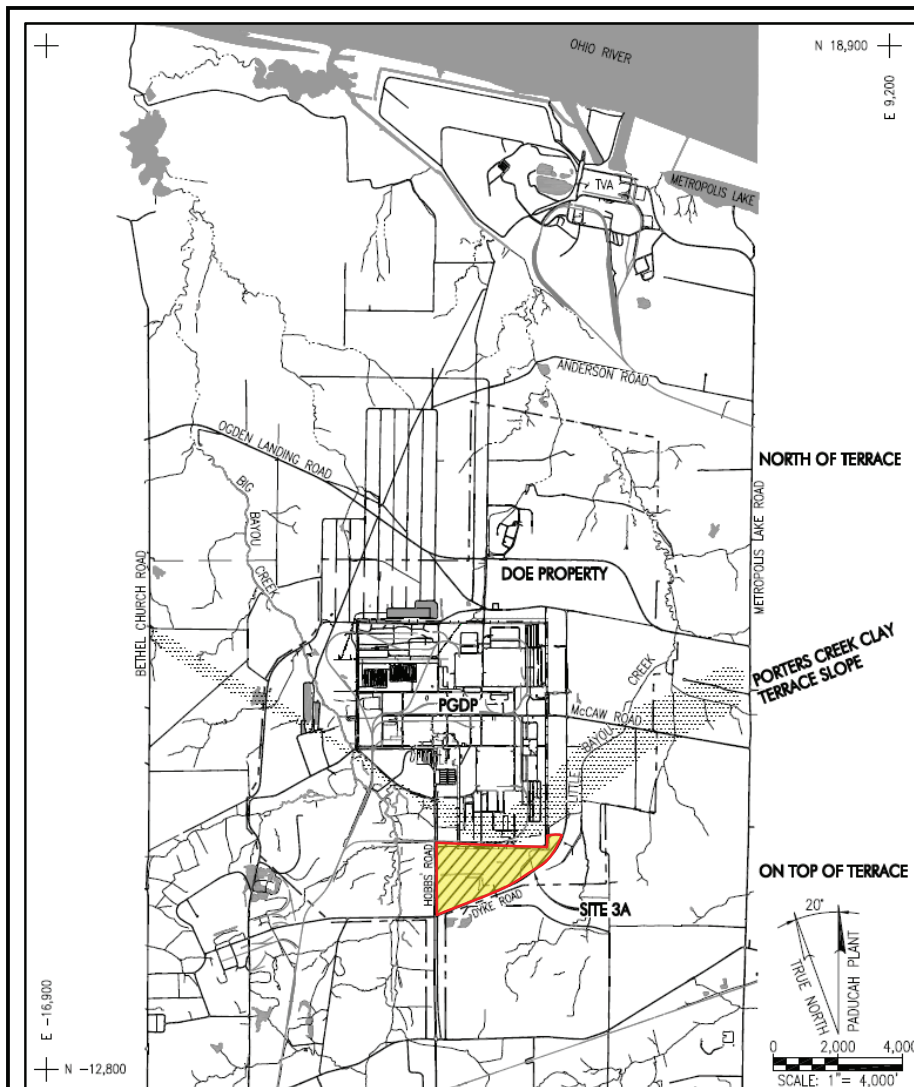 OHIO RIVER
N 18,900
E 9,200
TVA
METROPOLIS LAKE
ANDERSON ROAD
OGDEN LANDING ROAD
NORTH OF TERRACE
BIG
BAYOU
CREEK
METROPOLIS LAKE ROAD
BETHEL CHURCH ROAD
DOE PROPERTY
PORTERS CREEK CLAY
TERRACE SLOPE
CREEK
PGDP
McCAW ROAD
BAYOU
LITTLE
HOBBS ROAD
ON TOP OF TERRACE
DYKE ROAD
SITE 3A
20°
TRUE NORTH
PADUCAH PLANT
E -16,900
N -12,800
0 2,000 4,000
SCALE: 1"= 4,000'